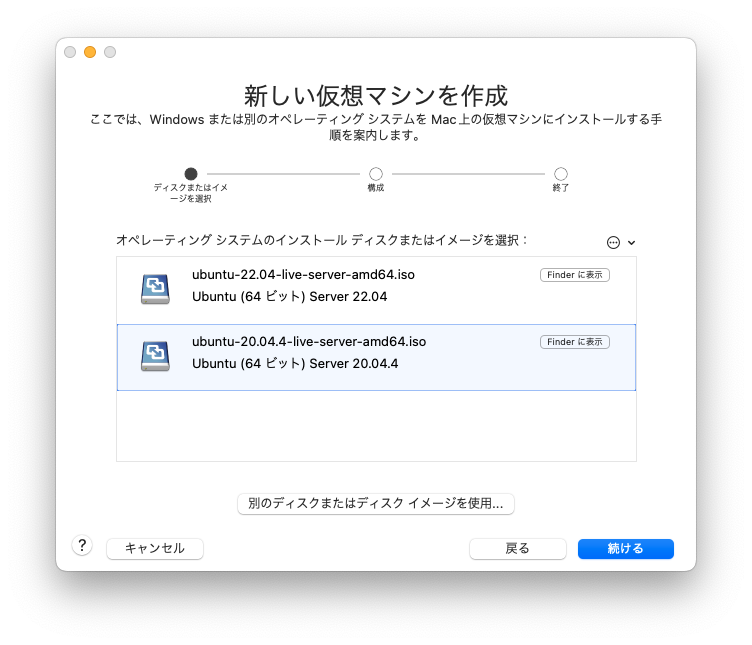 新しい仮想マシンを作成
ここでは、Windows または別のオペレーティング システムを Mac上の仮想マシンにインストールする手
順を案内します。
ディスクまたはイメ
ージを選択
構成
終了
オペレーティング システムのインストール ディスクまたはイメージを選択：
ubuntu-22.04-live-server-amd64.iso
Finder に表示
Ubuntu (64 ビット) Server 22.04
ubuntu-20.04.4-live-server-amd64.iso
Finder に表示
Ubuntu (64 ビット) Server 20.04.4
別のディスクまたはディスク イメージを使用...
?
キャンセル
戻る
続ける